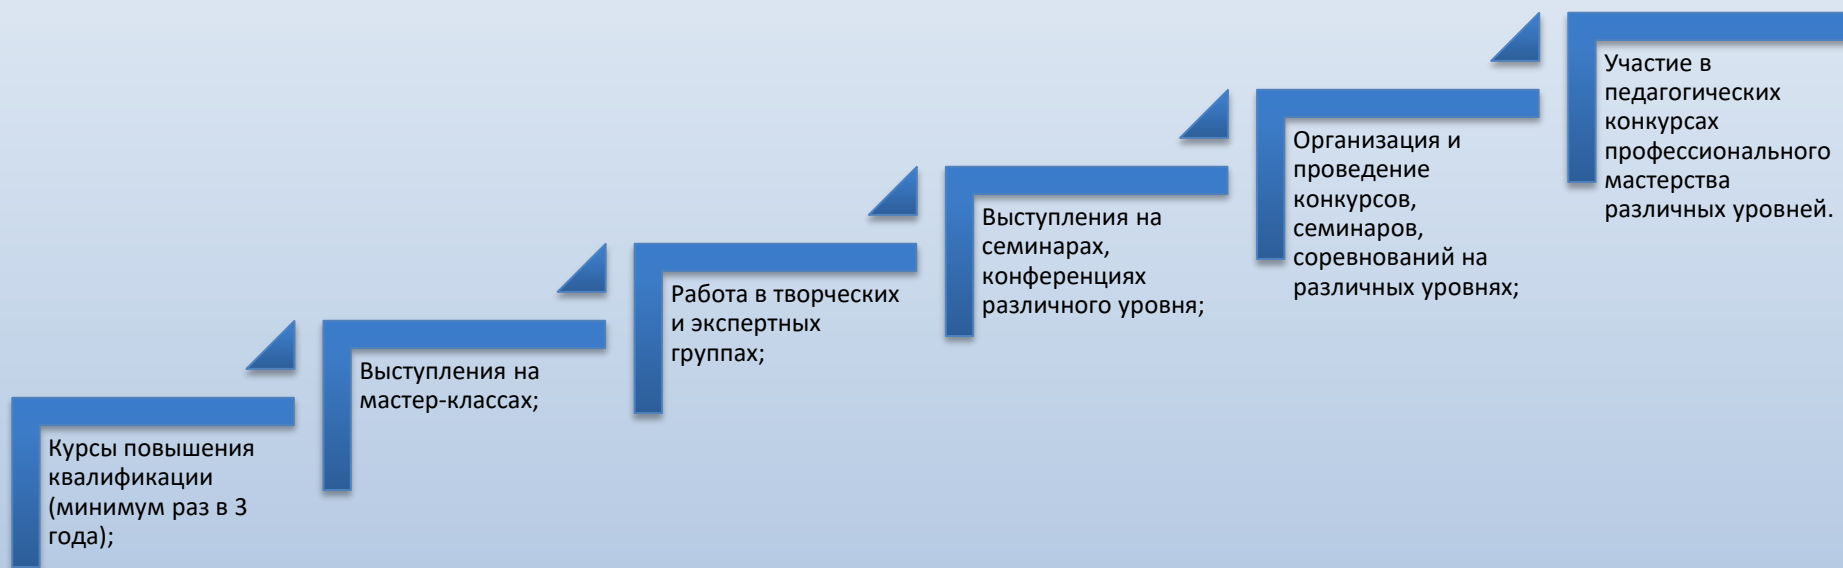 Курсы повышения
квалификации
(минимум раз в 3
года);
Выступления на
мастер-классах;
Работа в творческих
и экспертных
группах;
Выступления на
семинарах,
конференциях
различного уровня;
Организация и
проведение
конкурсов,
семинаров,
соревнований на
различных уровнях;
Участие в
педагогических
конкурсах
профессионального
мастерства
различных уровней.